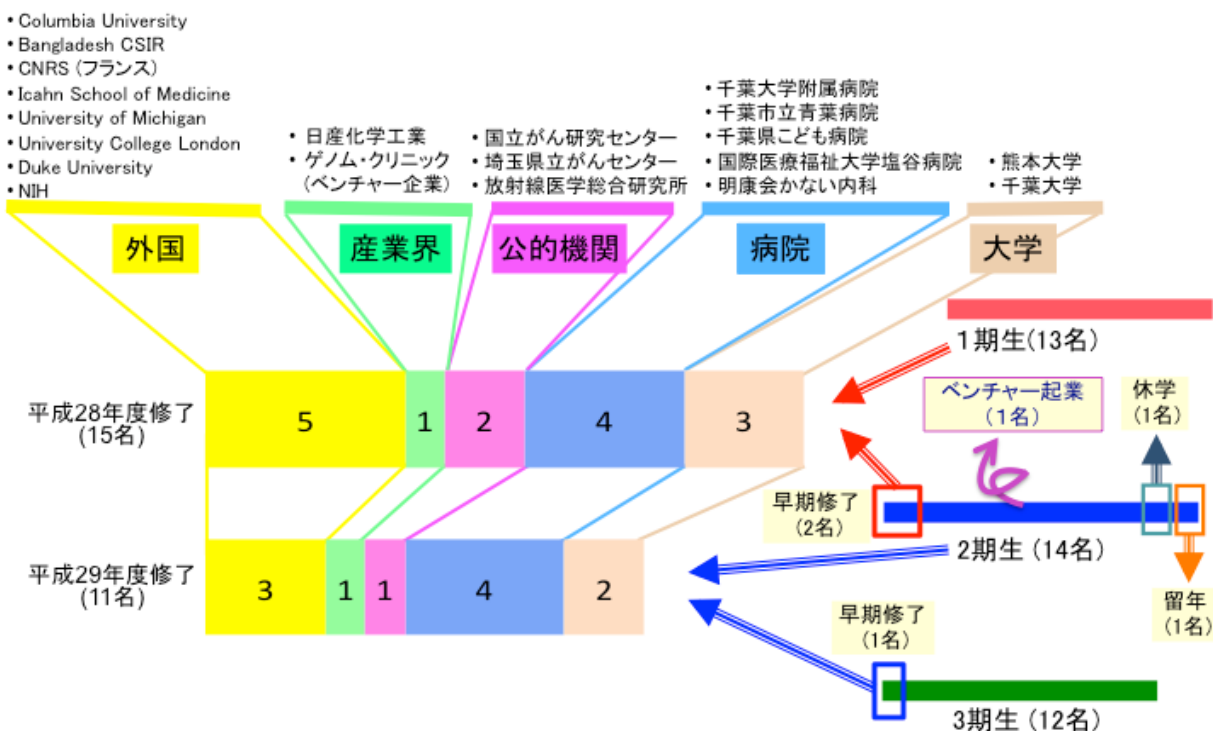 • Columbia University
• Bangladesh CSIR
• CNRS (フランス)
• Icahn School of Medicine
• University of Michigan
• University College London
• Duke University
• NIH
• 日産化学工業
• ゲノム・クリニック
(ベンチャー企業)
• 国立がん研究センター
• 埼玉県立がんセンター
• 放射線医学総合研究所
• 千葉大学附属病院
• 千葉市立青葉病院
• 千葉県こども病院
• 国際医療福祉大学塩谷病院
• 明康会かない内科
• 熊本大学
• 千葉大学
外国
産業界
公的機関
病院
大学
1期生(13名)
平成28年度修了
(15名)
5
1
2
4
3
ベンチャー起業
(1名)
休学
(1名)
早期修了
(2名)
2期生 (14名)
平成29年度修了
(11名)
3
1
1
4
2
留年
(1名)
早期修了
(1名)
3期生 (12名)